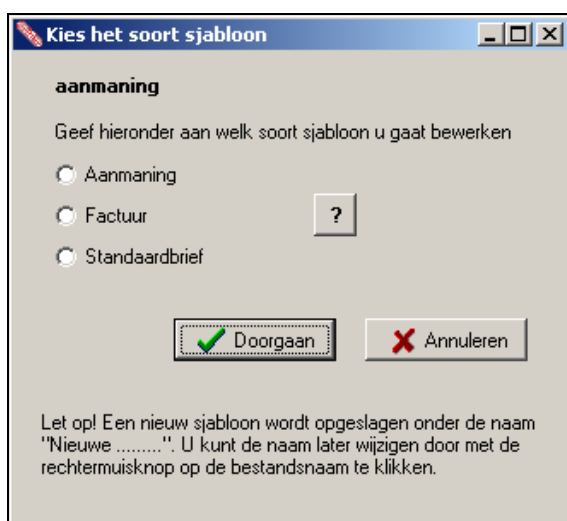 Kies het soort sjabloon
aanmaning
Geef hieronder aan welk soort sjabloon u gaat bewerken
Aanmaning
Factuur
?
Standaardbrief
Doorgaan
Annuleren
Let op! Een nieuw sjabloon wordt opgeslagen onder de naam
"Nieuwe .........". U kunt de naam later wijzigen door met de
rechtermuisknop op de bestandsnaam te klikken.